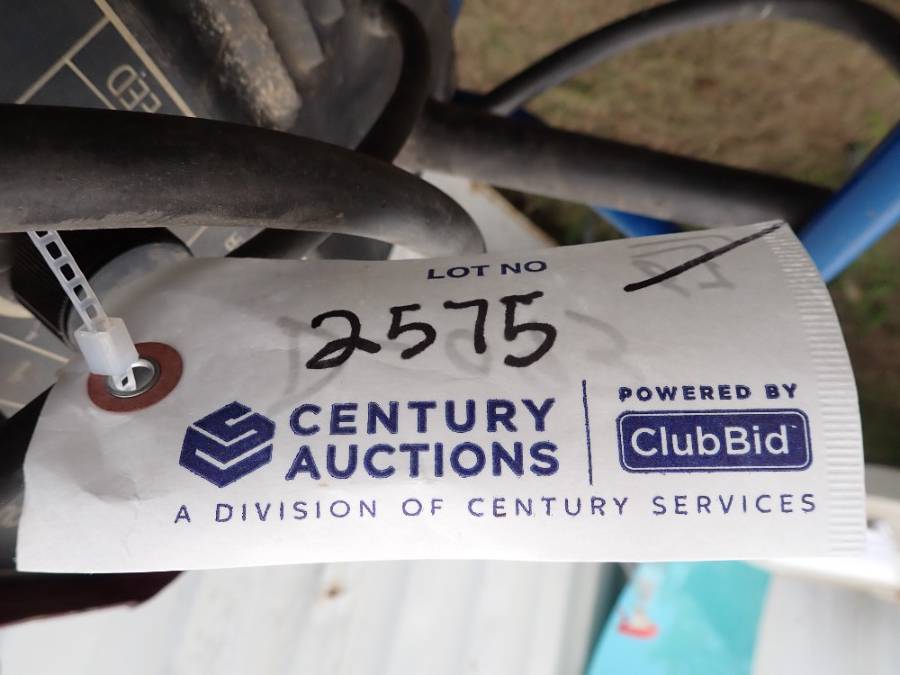 LOT NO
2575
CENTURY
AUCTIONS
POWERED BY
ClubBid
A DIVISION OF CENTURY SERVICES